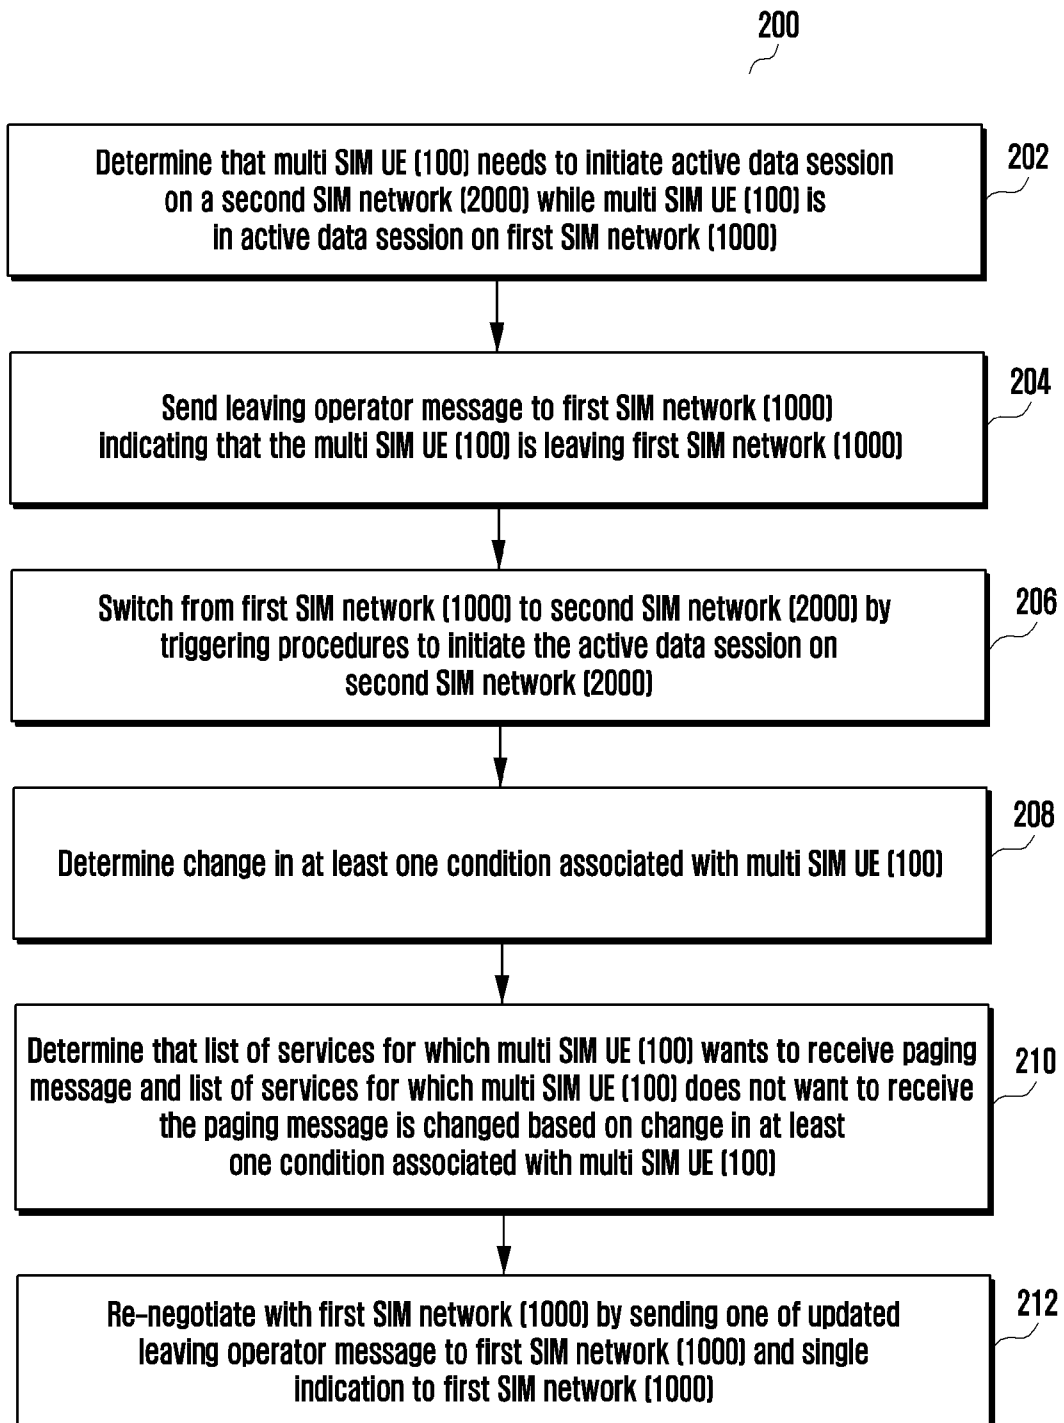 200
Determine that multi SIM UE (100) needs to initiate active data session
on a second SIM network (2000) while multi SIM UE (100) is
in active data session on first SIM network (1000)
202
Send leaving operator message to first SIM network (1000)
indicating that the multi SIM UE (100) is leaving first SIM network (1000)
204
Switch from first SIM network (1000) to second SIM network (2000) by
triggering procedures to initiate the active data session on
second SIM network (2000)
206
Determine change in at least one condition associated with multi SIM UE (100)
208
Determine that list of services for which multi SIM UE (100) wants to receive paging
message and list of services for which multi SIM UE (100) does not want to receive
the paging message is changed based on change in at least
one condition associated with multi SIM UE (100)
210
Re-negotiate with first SIM network (1000) by sending one of updated
leaving operator message to first SIM network (1000) and single
indication to first SIM network (1000)
212